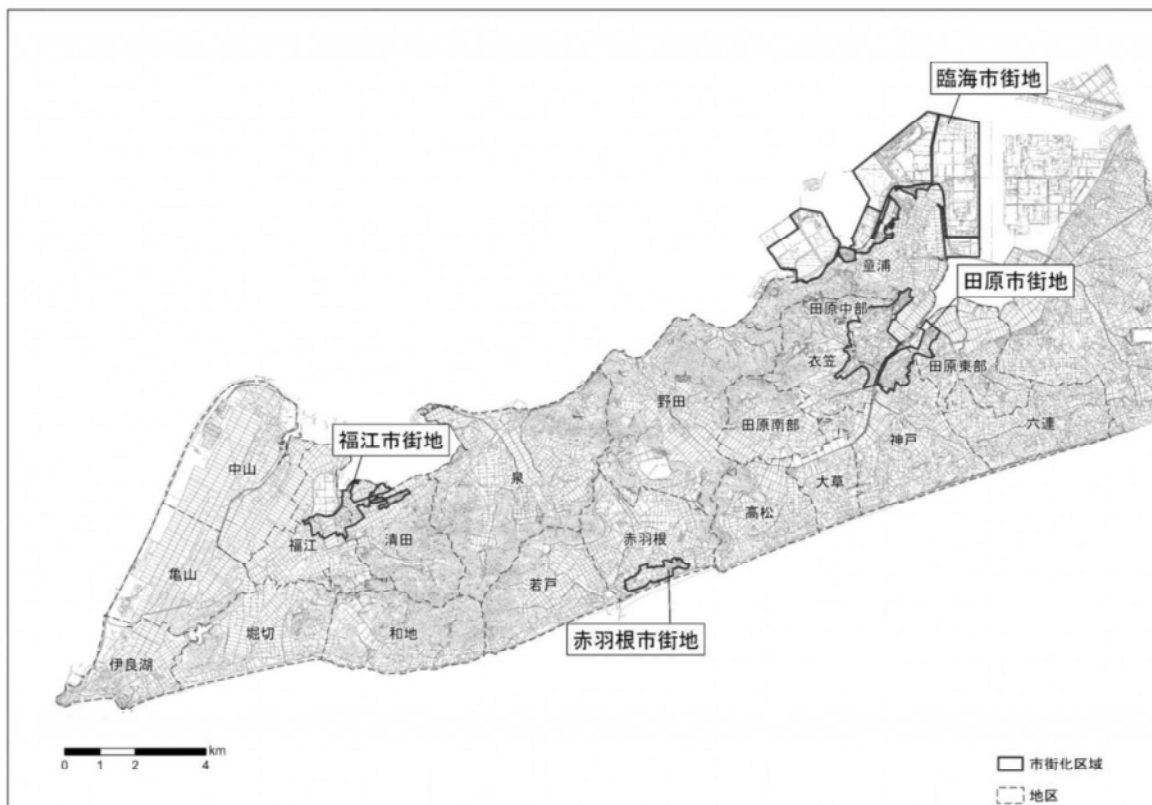 臨海市街地
童浦
田原市街地
田原中部
衣笠
田原東部
野田
田原南部
六連
神戸
福江市街地
中山
泉
大草
高松
福江
清田
赤羽根
亀山
若戸
堀切
和地
赤羽根市街地
伊良湖
km
0 1 2 4
市街化区域
地区